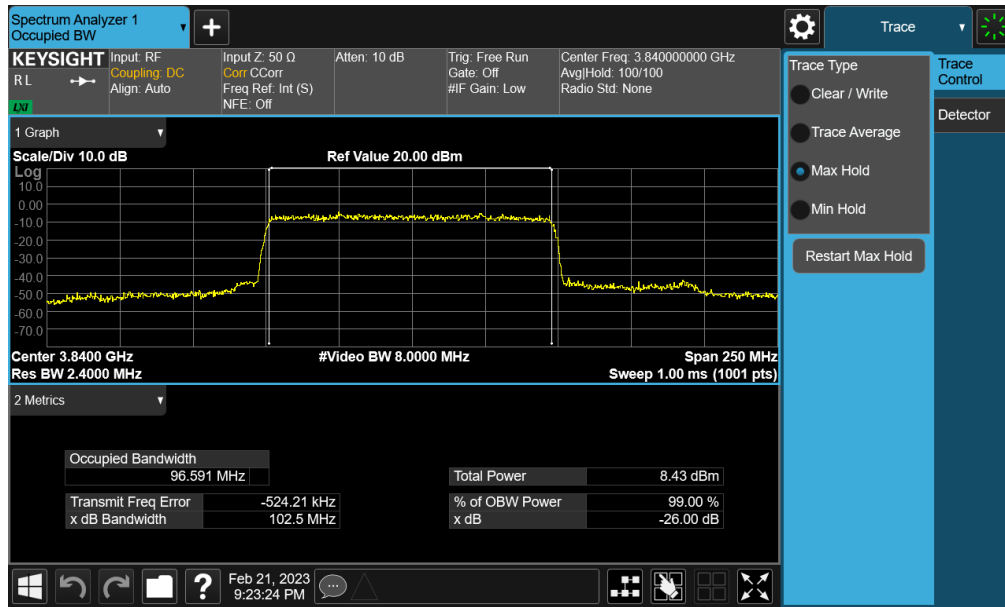 Spectrum Analyzer 1
Occupied BW
+
Trace
KEYSIGHT
RL
LXI
Input: RF
Coupling: DC
Align: Auto
Input Z: 50 Ω
Corr CCorr
Freq Ref: Int (S)
NFE: Off
Atten: 10 dB
Trig: Free Run
Gate: Off
#IF Gain: Low
Center Freq: 3.840000000 GHz
Avg|Hold: 100/100
Radio Std: None
Trace Type
Clear / Write
Trace Average
Max Hold
Min Hold
Restart Max Hold
Trace
Control
Detector
1 Graph
Scale/Div 10.0 dB
Ref Value 20.00 dBm
Log
10.0
0.00
-10.0
-20.0
-30.0
-40.0
-50.0
-60.0
-70.0
Center 3.8400 GHz
#Video BW 8.0000 MHz
Span 250 MHz
Res BW 2.4000 MHz
Sweep 1.00 ms (1001 pts)
2 Metrics
Occupied Bandwidth
96.591 MHz
Total Power 8.43 dBm
Transmit Freq Error -524.21 kHz
% of OBW Power 99.00 %
x dB Bandwidth 102.5 MHz
x dB -26.00 dB
?
Feb 21, 2023
9:23:24 PM